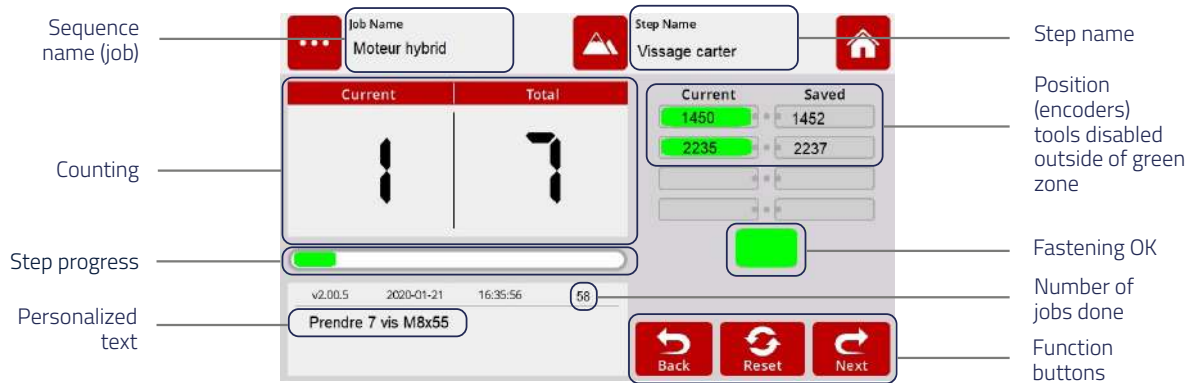 Sequence
name (job)
Job Name
Moteur hybrid
Step Name
Vissage carter
Step name
Current
Total
Current
Saved
1450
1452
2235
2237
1
7
Position
(encoders)
tools disabled
outside of green
zone
Counting
Fastening OK
Step progress
v2.00.5
2020-01-21
16:35:56
58
Number of
jobs done
Personalized
text
Prendre 7 vis M8x55
Back
Reset
Next
Function
buttons